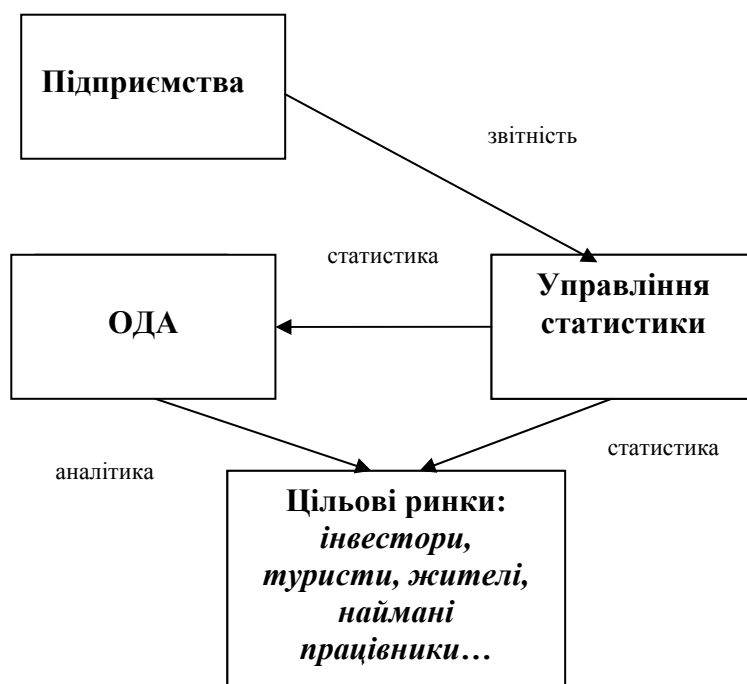 Підприємства
звітність
статистика
Управління
статистики
ОДА
аналітика
статистика
Цільові ринки:
інвестори,
туристи, жителі,
наймані
працівники…